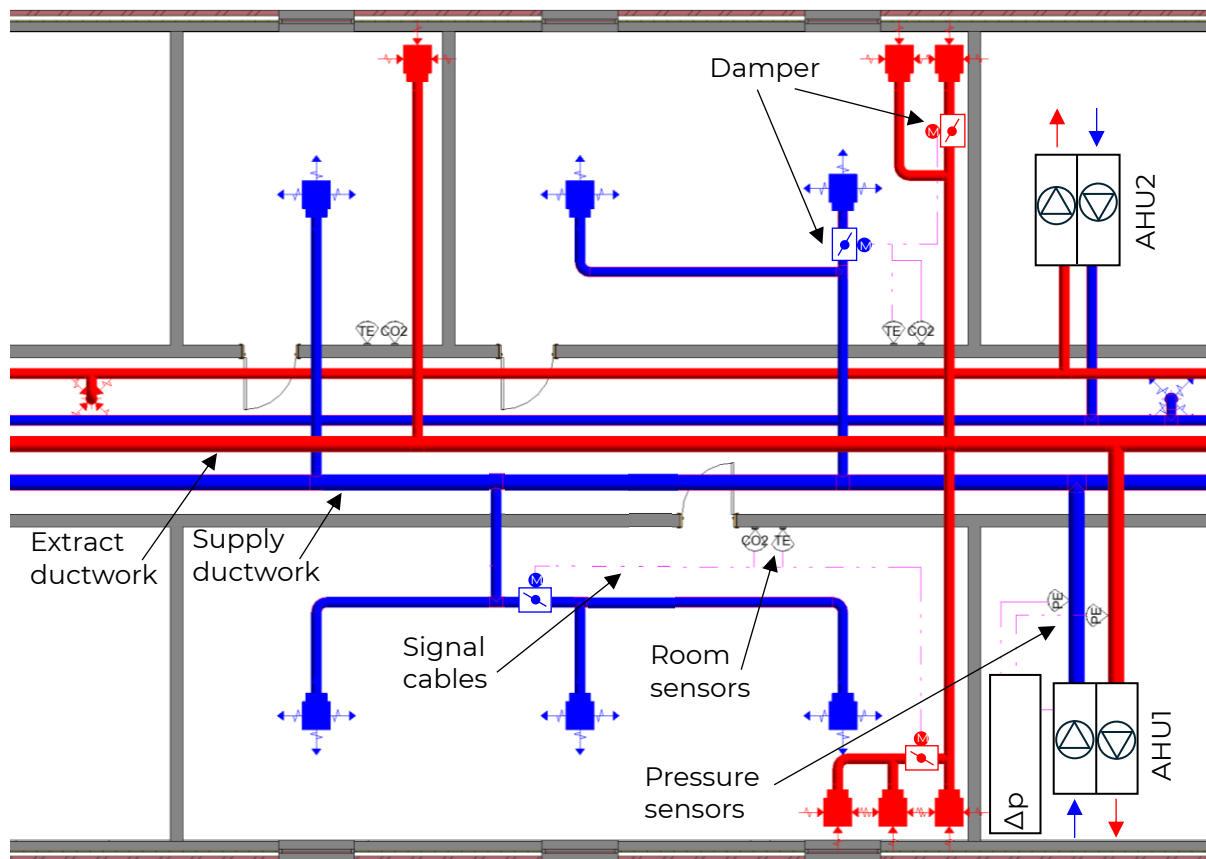 Damper
M
M
AHU2
TE CO2
TE CO2
Extract
ductwork
Supply
ductwork
CO2 TE
M
PE
PE
Signal
cables
Room
sensors
M
Pressure
sensors
Δp
AHU1